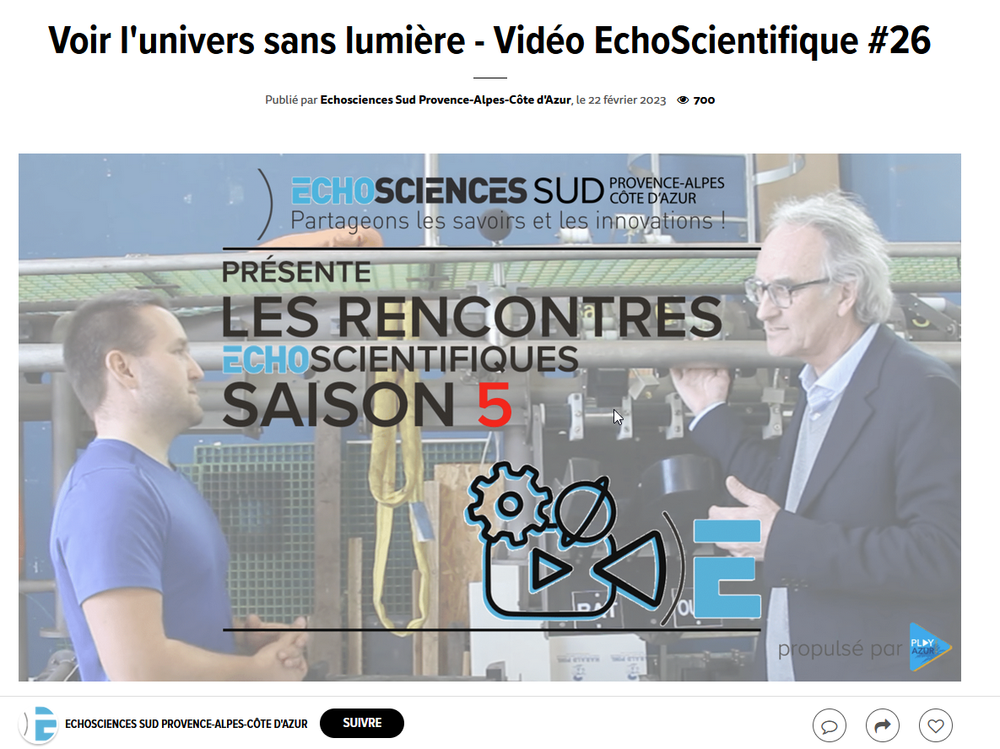 Voir l'univers sans lumière - Vidéo EchoScientifique #26
Publié par Echosciences Sud Provence-Alpes-Côte d'Azur, le 22 février 2023 700
ECHOSCIENCES SUD PROVENCE-ALPES
CÔTE D'AZUR
Partageons les savoirs et les innovations !
PRÉSENTE
LES RENCONTRES
ECHOSCIENTIFIQUES
SAISON 5
propulsé par PLAY
AZUR
ECHOSCIENCES SUD PROVENCE-ALPES-CÔTE D'AZUR SUIVRE